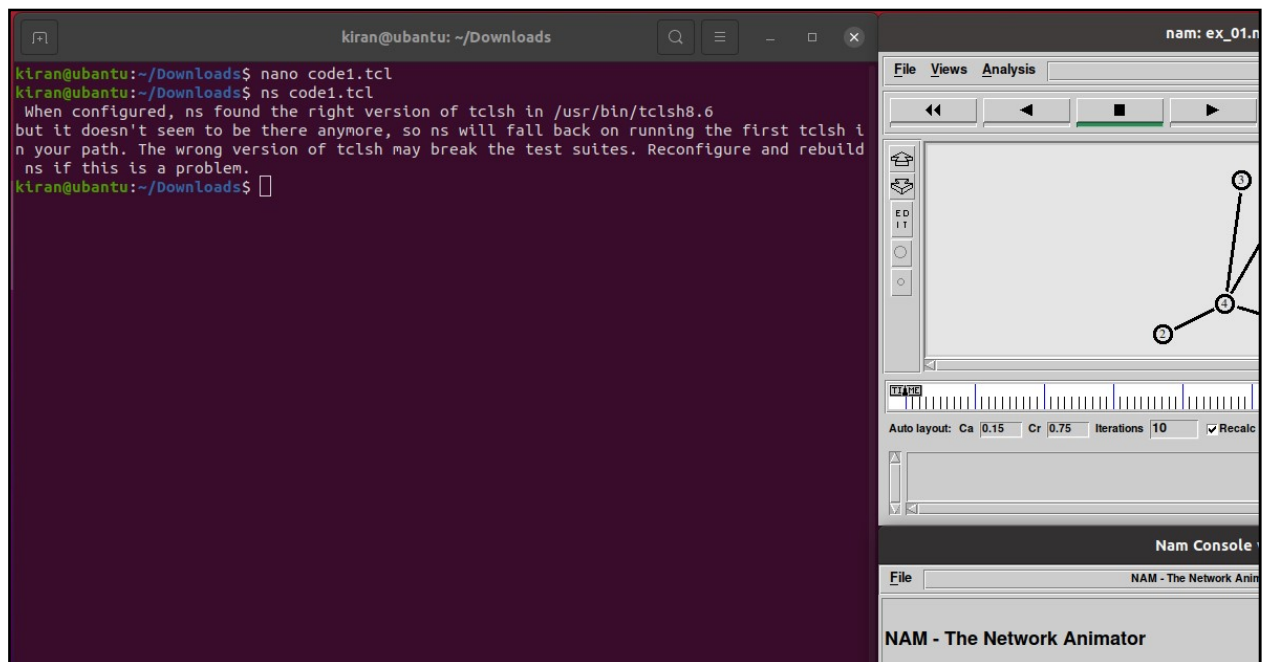 kiran@ubantu: ~/Downloads
kiran@ubantu:~/Downloads$ nano code1.tcl
kiran@ubantu:~/Downloads$ ns code1.tcl
When configured, ns found the right version of tclsh in /usr/bin/tclsh8.6
but it doesn't seem to be there anymore, so ns will fall back on running the first tclsh i
n your path. The wrong version of tclsh may break the test suites. Reconfigure and rebuild
ns if this is a problem.
kiran@ubantu:~/Downloads$
nam: ex_01.n
File Views Analysis
ED
IT
3
4
2
TIME
Auto layout: Ca 0.15 Cr 0.75 Iterations 10 Recalc
Nam Console
File NAM - The Network Anim
NAM - The Network Animator